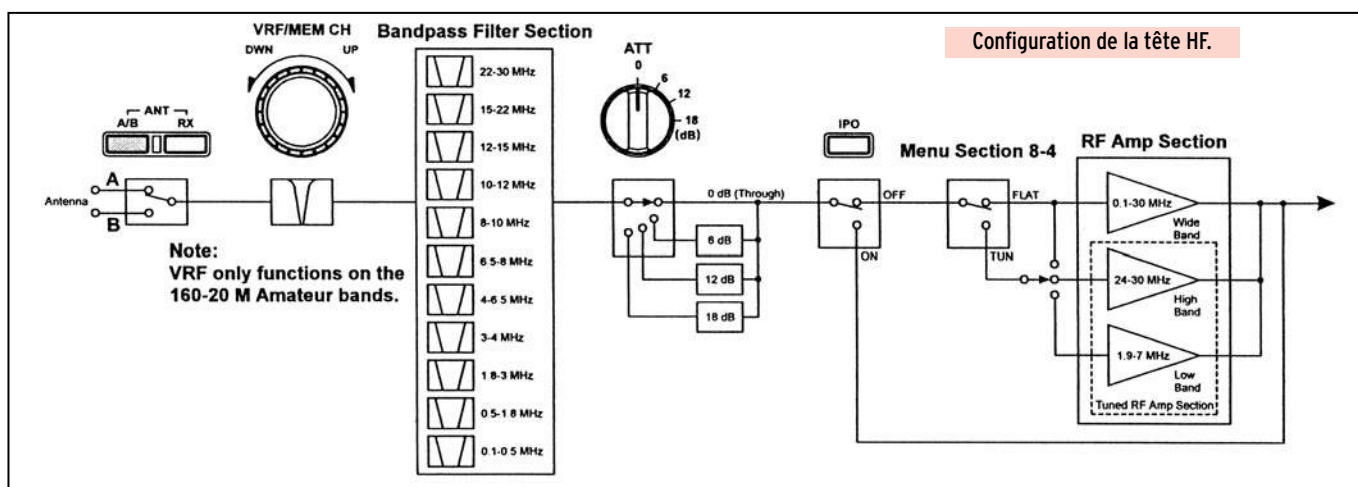 Configuration de la tête HF.
VRF/MEM CH
DWN
UP
Bandpass Filter Section
ATT
0
6
12
18
(dB)
ANT
A/B
RX
IPO
Menu Section 8-4
RF Amp Section
22-30 MHz
15-22 MHz
12-15 MHz
10-12 MHz
8-10 MHz
6 5-8 MHz
4-6 5 MHz
3-4 MHz
1 8-3 MHz
0 5-1 8 MHz
0.1-0 5 MHz
A
Antenna
B
Note:
VRF only functions on the
160-20 M Amateur bands.
0 dB (Through)
6 dB
12 dB
18 dB
OFF
ON
FLAT
TUN
0.1-30 MHz
Wide
Band
24-30 MHz
High
Band
1.9-7 MHz
Low
Band
Tuned RF Amp Section